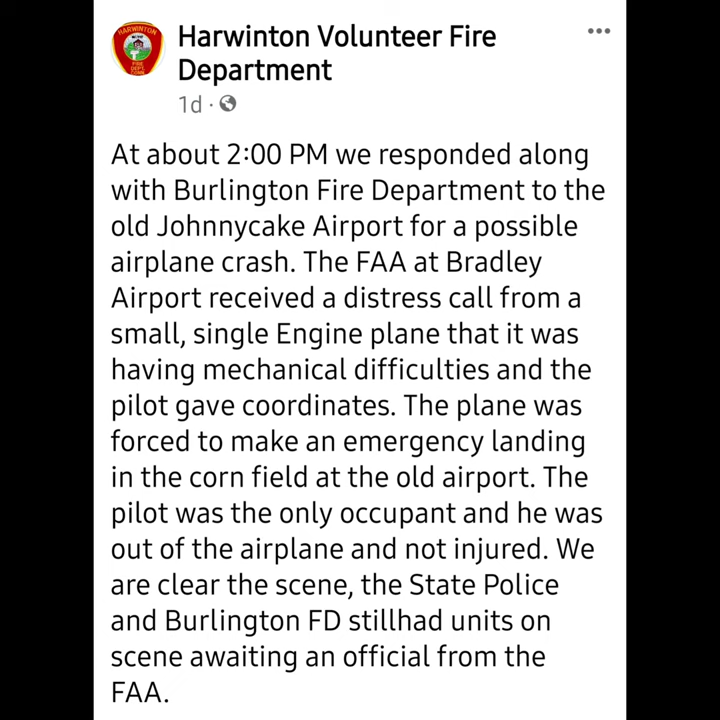 HARWINTON
FIRE
DEPT.
CONN
Harwinton Volunteer Fire
Department
1d ·
At about 2:00 PM we responded along
with Burlington Fire Department to the
old Johnnycake Airport for a possible
airplane crash. The FAA at Bradley
Airport received a distress call from a
small, single Engine plane that it was
having mechanical difficulties and the
pilot gave coordinates. The plane was
forced to make an emergency landing
in the corn field at the old airport. The
pilot was the only occupant and he was
out of the airplane and not injured. We
are clear the scene, the State Police
and Burlington FD stillhad units on
scene awaiting an official from the
FAA.